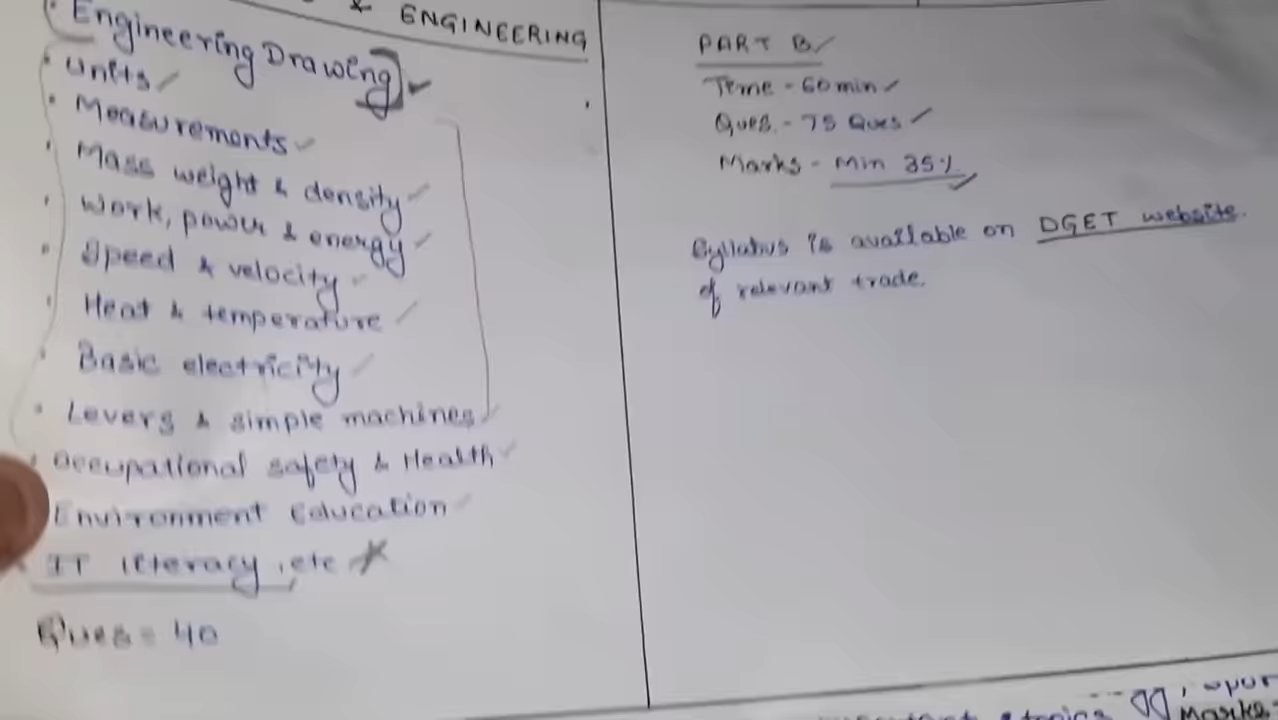 & ENGINEERING
Engineering Drawing
Units
Measurements
Mass weight & density
Work, power & energy
Speed & velocity
Heat & temperature
Basic electricity
Levers & simple machines
Occupational safety & Health
Environment Education
IT literacy, etc
Ques = 40
PART B
Time - 60 min
Ques. - 75 Ques
Marks - Min 35%
Syllabus is available on DGET website.
of relevant trade.
Marks-